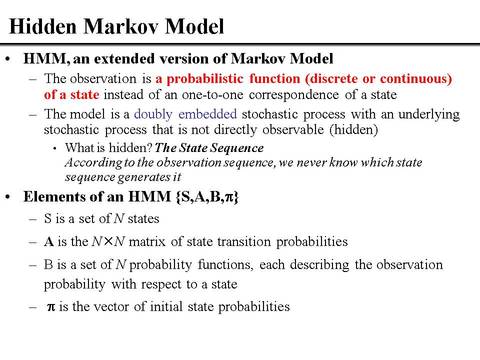 Hidden Markov Model
• HMM, an extended version of Markov Model
– The observation is a probabilistic function (discrete or continuous)
of a state instead of an one-to-one correspondence of a state
– The model is a doubly embedded stochastic process with an underlying
stochastic process that is not directly observable (hidden)
• What is hidden? The State Sequence
According to the observation sequence, we never know which state
sequence generates it
• Elements of an HMM {S,A,B,π}
– S is a set of N states
– A is the N×N matrix of state transition probabilities
– B is a set of N probability functions, each describing the observation
probability with respect to a state
– π is the vector of initial state probabilities